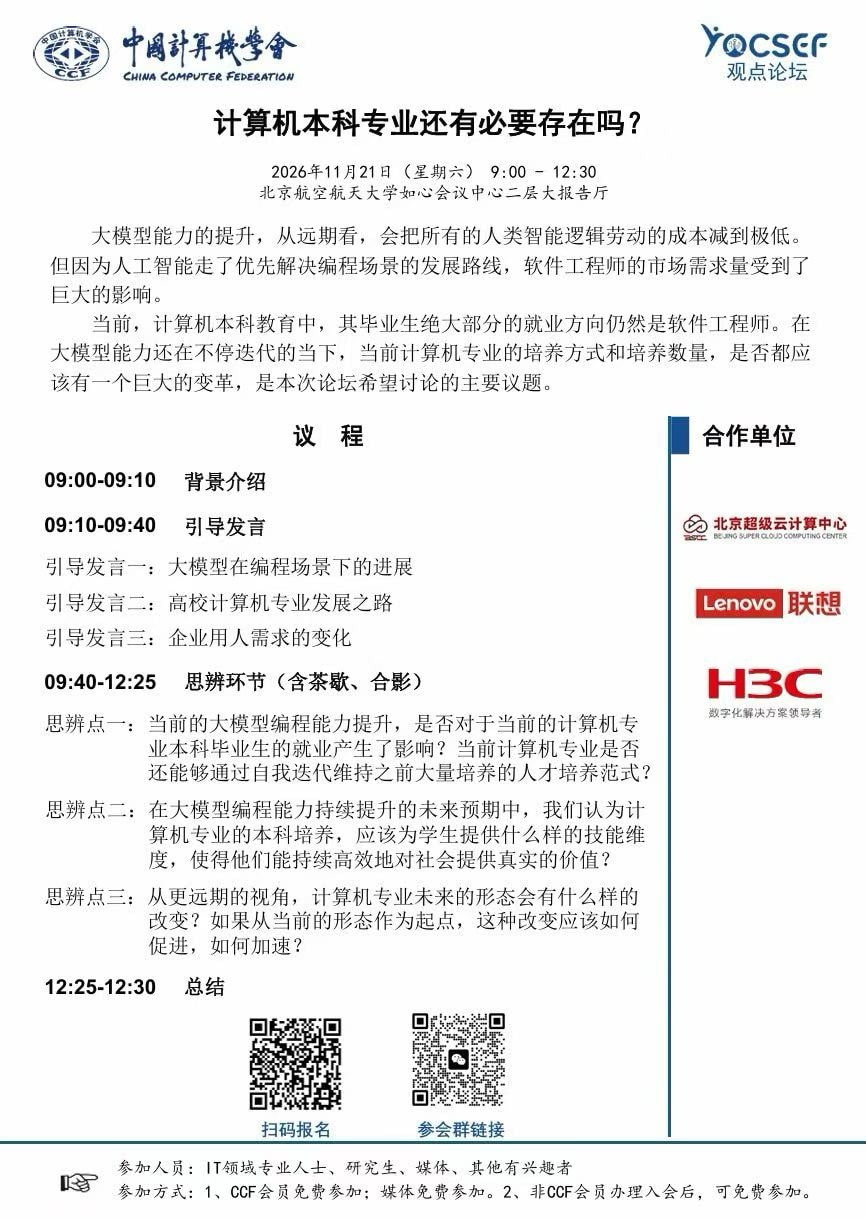 中国计算机学会
CCF
中国計算机学會
CHINA COMPUTER FEDERATION
YOCSEF
观点论坛
计算机本科专业还有必要存在吗？
2026年11月21日（星期六） 9:00 - 12:30
北京航空航天大学如心会议中心二层大报告厅
大模型能力的提升，从远期看，会把所有的人类智能逻辑劳动的成本减到极低。
但因为人工智能走了优先解决编程场景的发展路线，软件工程师的市场需求量受到了
巨大的影响。
当前，计算机本科教育中，其毕业生绝大部分的就业方向仍然是软件工程师。在
大模型能力还在不停迭代的当下，当前计算机专业的培养方式和培养数量，是否都应
该有一个巨大的变革，是本次论坛希望讨论的主要议题。
议 程
09:00-09:10 背景介绍
09:10-09:40 引导发言
引导发言一：大模型在编程场景下的进展
引导发言二：高校计算机专业发展之路
引导发言三：企业用人需求的变化
09:40-12:25 思辨环节（含茶歇、合影）
思辨点一：当前的大模型编程能力提升，是否对于当前的计算机专
业本科毕业生的就业产生了影响？当前计算机专业是否
还能够通过自我迭代维持之前大量培养的人才培养范式？
思辨点二：在大模型编程能力持续提升的未来预期中，我们认为计
算机专业的本科培养，应该为学生提供什么样的技能维
度，使得他们能持续高效地对社会提供真实的价值？
思辨点三：从更远期的视角，计算机专业未来的形态会有什么样的
改变？如果从当前的形态作为起点，这种改变应该如何
促进，如何加速？
12:25-12:30 总结
合作单位
BSCC
北京超级云计算中心
BEIJING SUPER CLOUD COMPUTING CENTER
Lenovo 联想
H3C
数字化解决方案领导者
扫码报名
参会群链接
参加人员：IT领域专业人士、研究生、媒体、其他有兴趣者
参加方式：1、CCF会员免费参加；媒体免费参加。2、非CCF会员办理入会后，可免费参加。